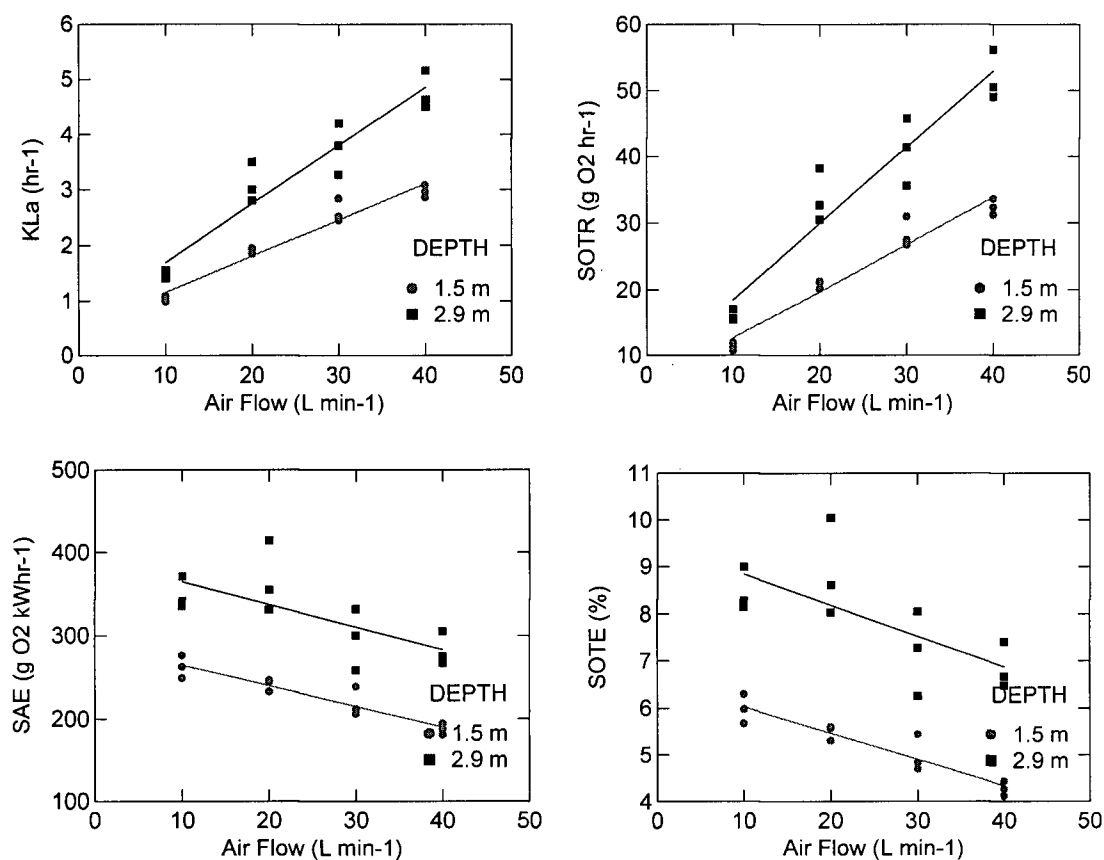 6
5
4
3
2
1
0
KLa (hr-1)
DEPTH
1.5 m
2.9 m
0 10 20 30 40 50
Air Flow (L min-1)
60
50
40
30
20
10
SOTR (g O2 hr-1)
DEPTH
1.5 m
2.9 m
0 10 20 30 40 50
Air Flow (L min-1)
500
400
300
200
100
SAE (g O2 kWhr-1)
DEPTH
1.5 m
2.9 m
0 10 20 30 40 50
Air Flow (L min-1)
11
10
9
8
7
6
5
4
SOTE (%)
DEPTH
1.5 m
2.9 m
0 10 20 30 40 50
Air Flow (L min-1)